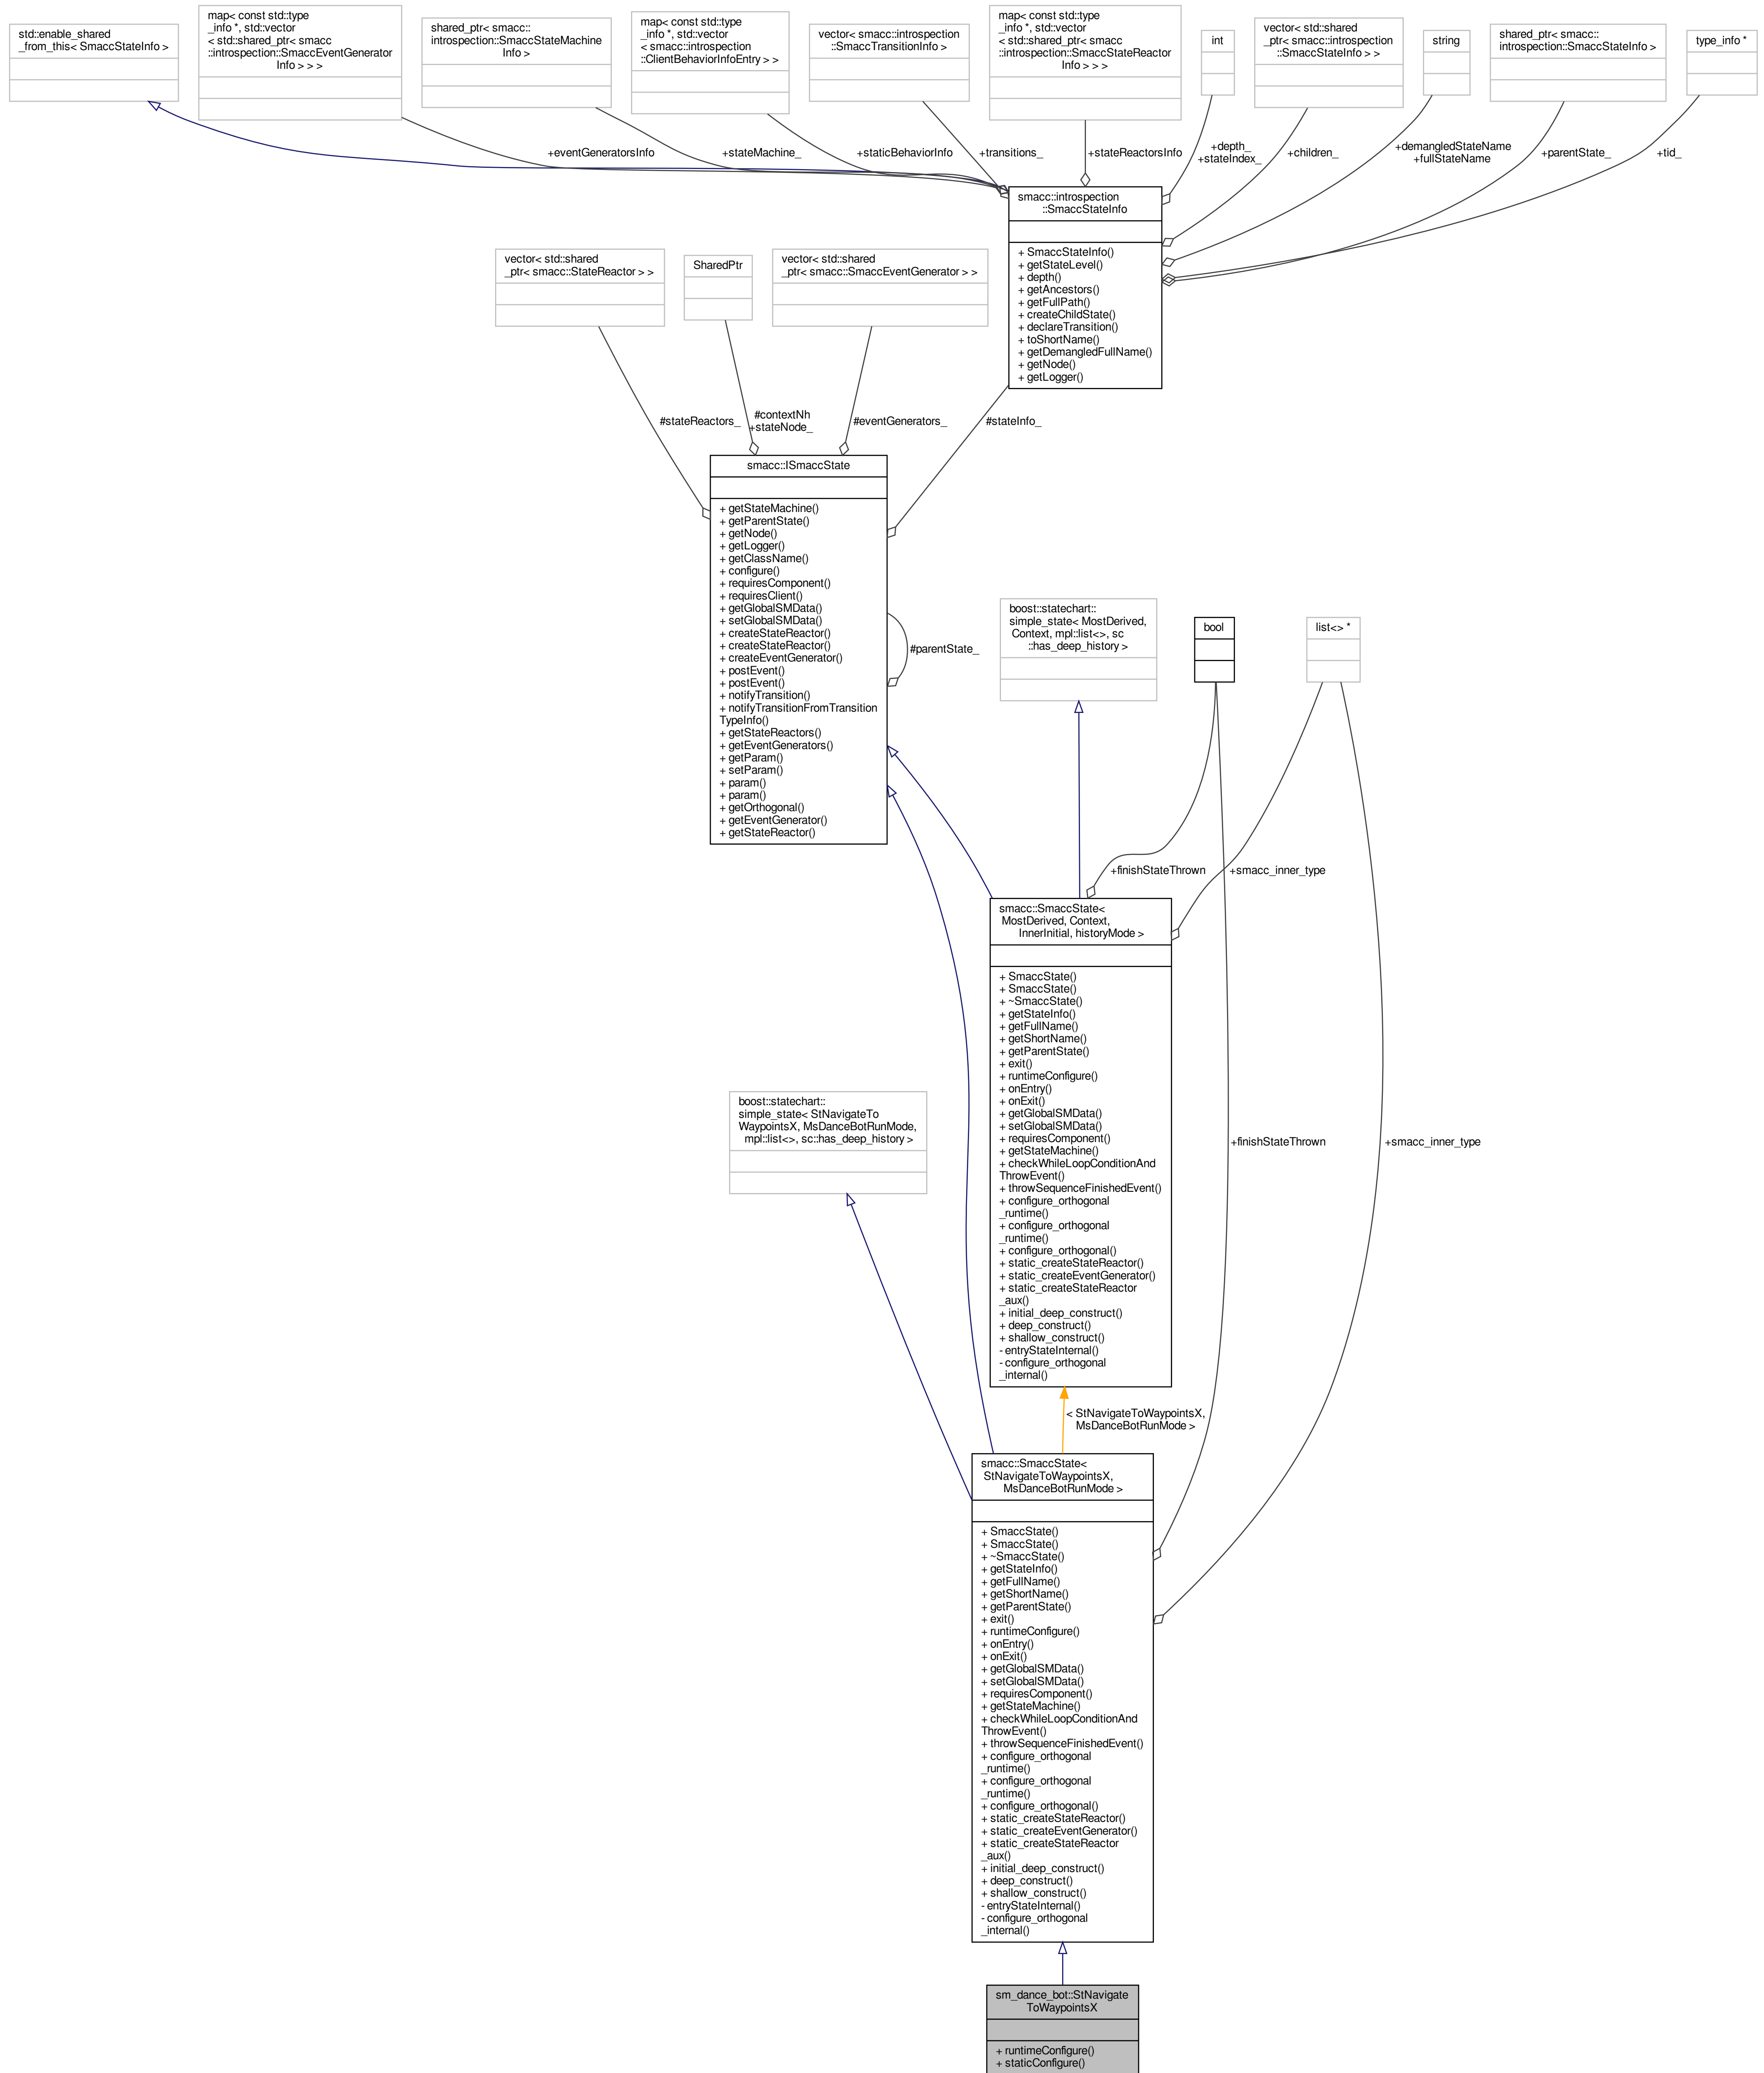 std::enable_shared
_from_this< SmaccStateInfo >
map< const std::type
_info *, std::vector
< std::shared_ptr< smacc
::introspection::SmaccEventGenerator
Info > > >
shared_ptr< smacc::
introspection::SmaccStateMachine
Info >
map< const std::type
_info *, std::vector
< smacc::introspection
::ClientBehaviorInfoEntry > >
vector< smacc::introspection
::SmaccTransitionInfo >
map< const std::type
_info *, std::vector
< std::shared_ptr< smacc
::introspection::SmaccStateReactor
Info > > >
int
vector< std::shared
_ptr< smacc::introspection
::SmaccStateInfo > >
string
shared_ptr< smacc::
introspection::SmaccStateInfo >
type_info *
+eventGeneratorsInfo
+stateMachine_
+staticBehaviorInfo
+transitions_
+stateReactorsInfo
+depth_
+stateIndex_
+children_
+demangledStateName
+fullStateName
+parentState_
+tid_
smacc::introspection
::SmaccStateInfo
+ SmaccStateInfo()
+ getStateLevel()
+ depth()
+ getAncestors()
+ getFullPath()
+ createChildState()
+ declareTransition()
+ toShortName()
+ getDemangledFullName()
+ getNode()
+ getLogger()
vector< std::shared
_ptr< smacc::StateReactor > >
SharedPtr
vector< std::shared
_ptr< smacc::SmaccEventGenerator > >
#stateReactors_
#contextNh
+stateNode_
#eventGenerators_
#stateInfo_
smacc::ISmaccState
+ getStateMachine()
+ getParentState()
+ getNode()
+ getLogger()
+ getClassName()
+ configure()
+ requiresComponent()
+ requiresClient()
+ getGlobalSMData()
+ setGlobalSMData()
+ createStateReactor()
+ createStateReactor()
+ createEventGenerator()
+ postEvent()
+ postEvent()
+ notifyTransition()
+ notifyTransitionFromTransition
TypeInfo()
+ getStateReactors()
+ getEventGenerators()
+ getParam()
+ setParam()
+ param()
+ param()
+ getOrthogonal()
+ getEventGenerator()
+ getStateReactor()
#parentState_
boost::statechart::
simple_state< MostDerived,
Context, mpl::list<>, sc
::has_deep_history >
bool
list<> *
+finishStateThrown
+smacc_inner_type
smacc::SmaccState<
MostDerived, Context,
InnerInitial, historyMode >
+ SmaccState()
+ SmaccState()
+ ~SmaccState()
+ getStateInfo()
+ getFullName()
+ getShortName()
+ getParentState()
+ exit()
+ runtimeConfigure()
+ onEntry()
+ onExit()
+ getGlobalSMData()
+ setGlobalSMData()
+ requiresComponent()
+ getStateMachine()
+ checkWhileLoopConditionAnd
ThrowEvent()
+ throwSequenceFinishedEvent()
+ configure_orthogonal
_runtime()
+ configure_orthogonal
_runtime()
+ configure_orthogonal()
+ static_createStateReactor()
+ static_createEventGenerator()
+ static_createStateReactor
_aux()
+ initial_deep_construct()
+ deep_construct()
+ shallow_construct()
- entryStateInternal()
- configure_orthogonal
_internal()
boost::statechart::
simple_state< StNavigateTo
WaypointsX, MsDanceBotRunMode,
mpl::list<>, sc::has_deep_history >
+finishStateThrown
+smacc_inner_type
< StNavigateToWaypointsX,
MsDanceBotRunMode >
smacc::SmaccState<
StNavigateToWaypointsX,
MsDanceBotRunMode >
+ SmaccState()
+ SmaccState()
+ ~SmaccState()
+ getStateInfo()
+ getFullName()
+ getShortName()
+ getParentState()
+ exit()
+ runtimeConfigure()
+ onEntry()
+ onExit()
+ getGlobalSMData()
+ setGlobalSMData()
+ requiresComponent()
+ getStateMachine()
+ checkWhileLoopConditionAnd
ThrowEvent()
+ throwSequenceFinishedEvent()
+ configure_orthogonal
_runtime()
+ configure_orthogonal
_runtime()
+ configure_orthogonal()
+ static_createStateReactor()
+ static_createEventGenerator()
+ static_createStateReactor
_aux()
+ initial_deep_construct()
+ deep_construct()
+ shallow_construct()
- entryStateInternal()
- configure_orthogonal
_internal()
sm_dance_bot::StNavigate
ToWaypointsX
+ runtimeConfigure()
+ staticConfigure()